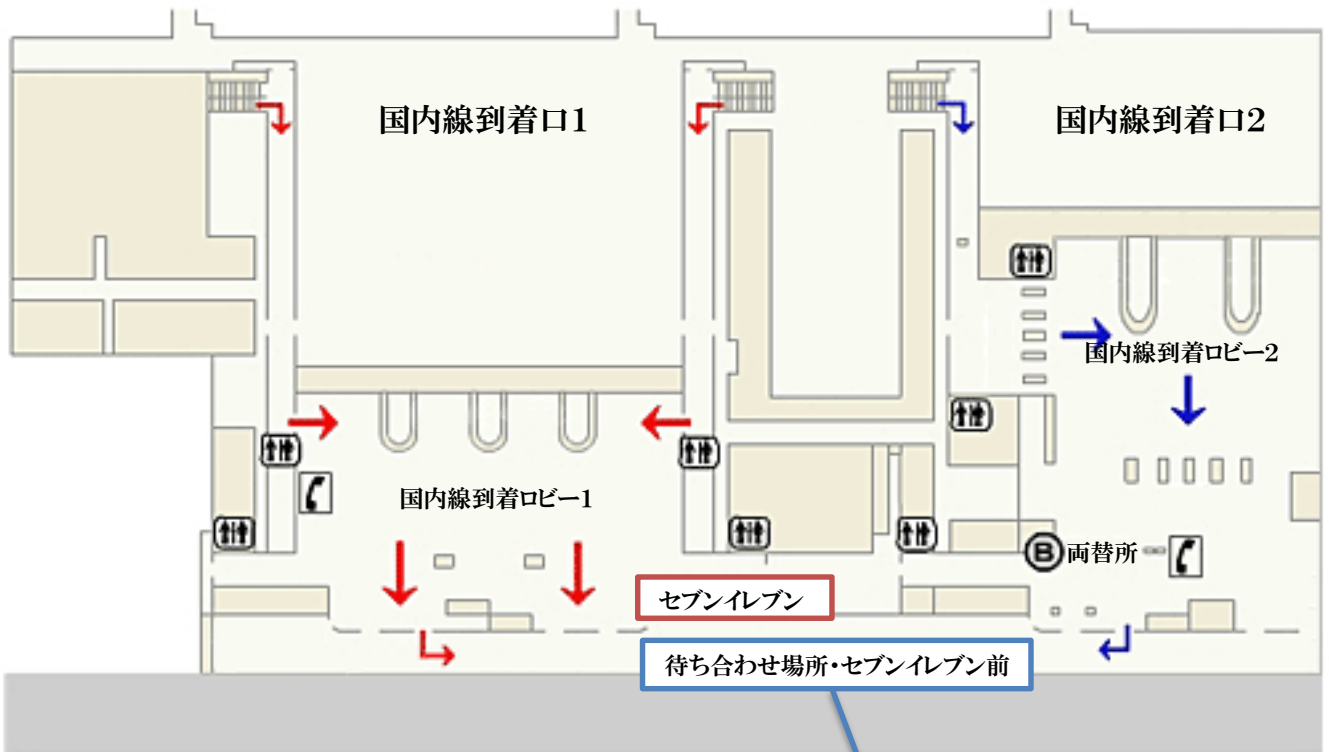 国内線到着口1
国内線到着口2
国内線到着ロビー2
国内線到着ロビー1
B 両替所
セブンイレブン
待ち合わせ場所・セブンイレブン前